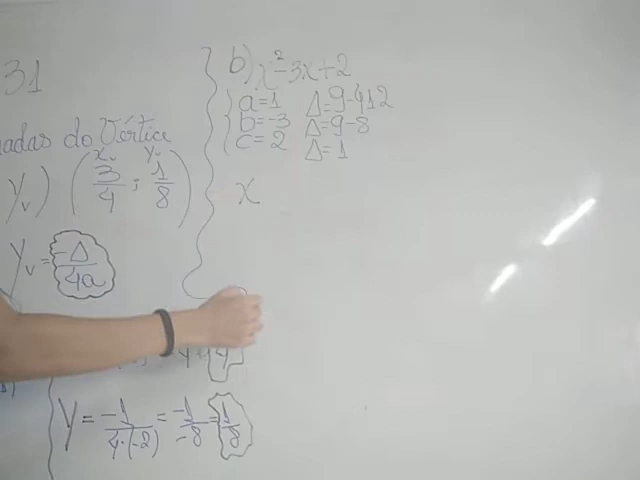 31
adas do Vértice
xv yv
yv) (3/4 ; 1/8)
yv = -Δ/4a
y = -1/4·(-2) = -1/-8 = 1/8
b) x²-3x+2
a=1 Δ=9-4.1.2
b=-3 Δ=9-8
c=2 Δ=1
x